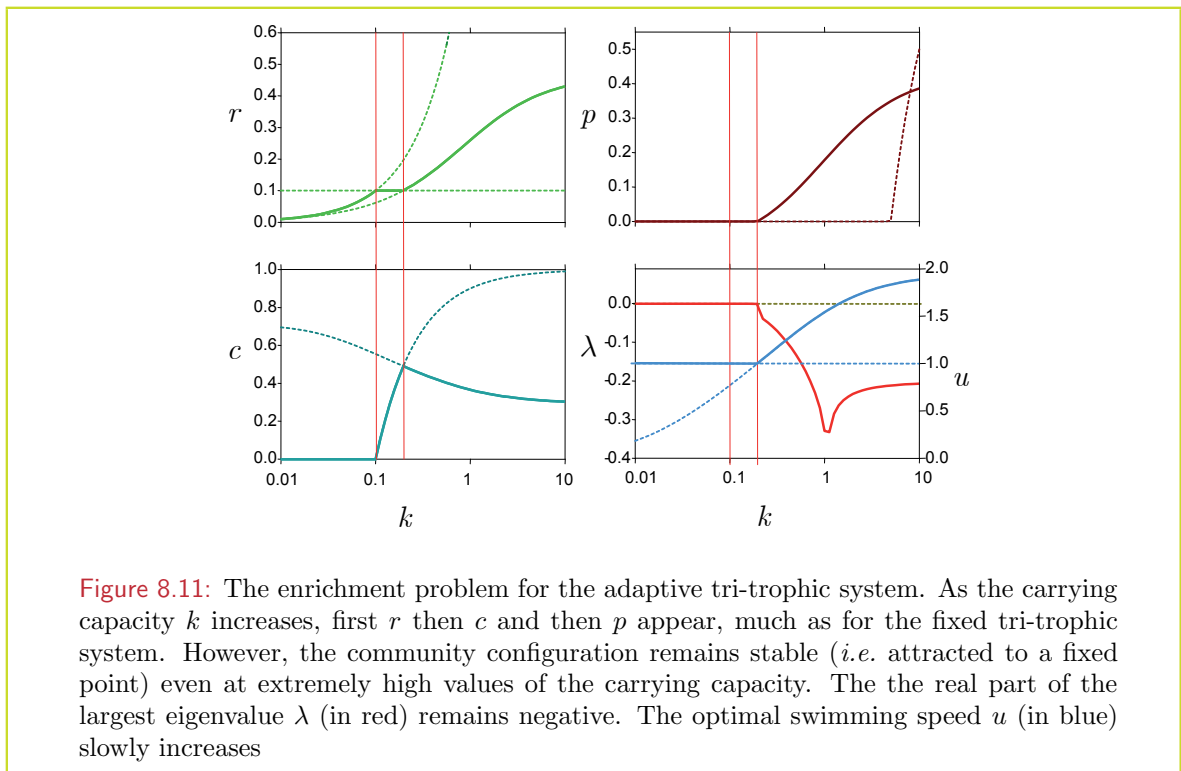 0.6
0.5
0.4
0.3
0.2
0.1
0.0
r
0.5
0.4
0.3
0.2
0.1
0.0
p
1.0
0.8
0.6
0.4
0.2
0.0
c
0.01 0.1 1 10
k
0.0
-0.1
-0.2
-0.3
-0.4
λ
2.0
1.5
1.0
0.5
0.0
u
0.01 0.1 1 10
k
Figure 8.11: The enrichment problem for the adaptive tri-trophic system. As the carrying
capacity k increases, first r then c and then p appear, much as for the fixed tri-trophic
system. However, the community configuration remains stable (i.e. attracted to a fixed
point) even at extremely high values of the carrying capacity. The the real part of the
largest eigenvalue λ (in red) remains negative. The optimal swimming speed u (in blue)
slowly increases